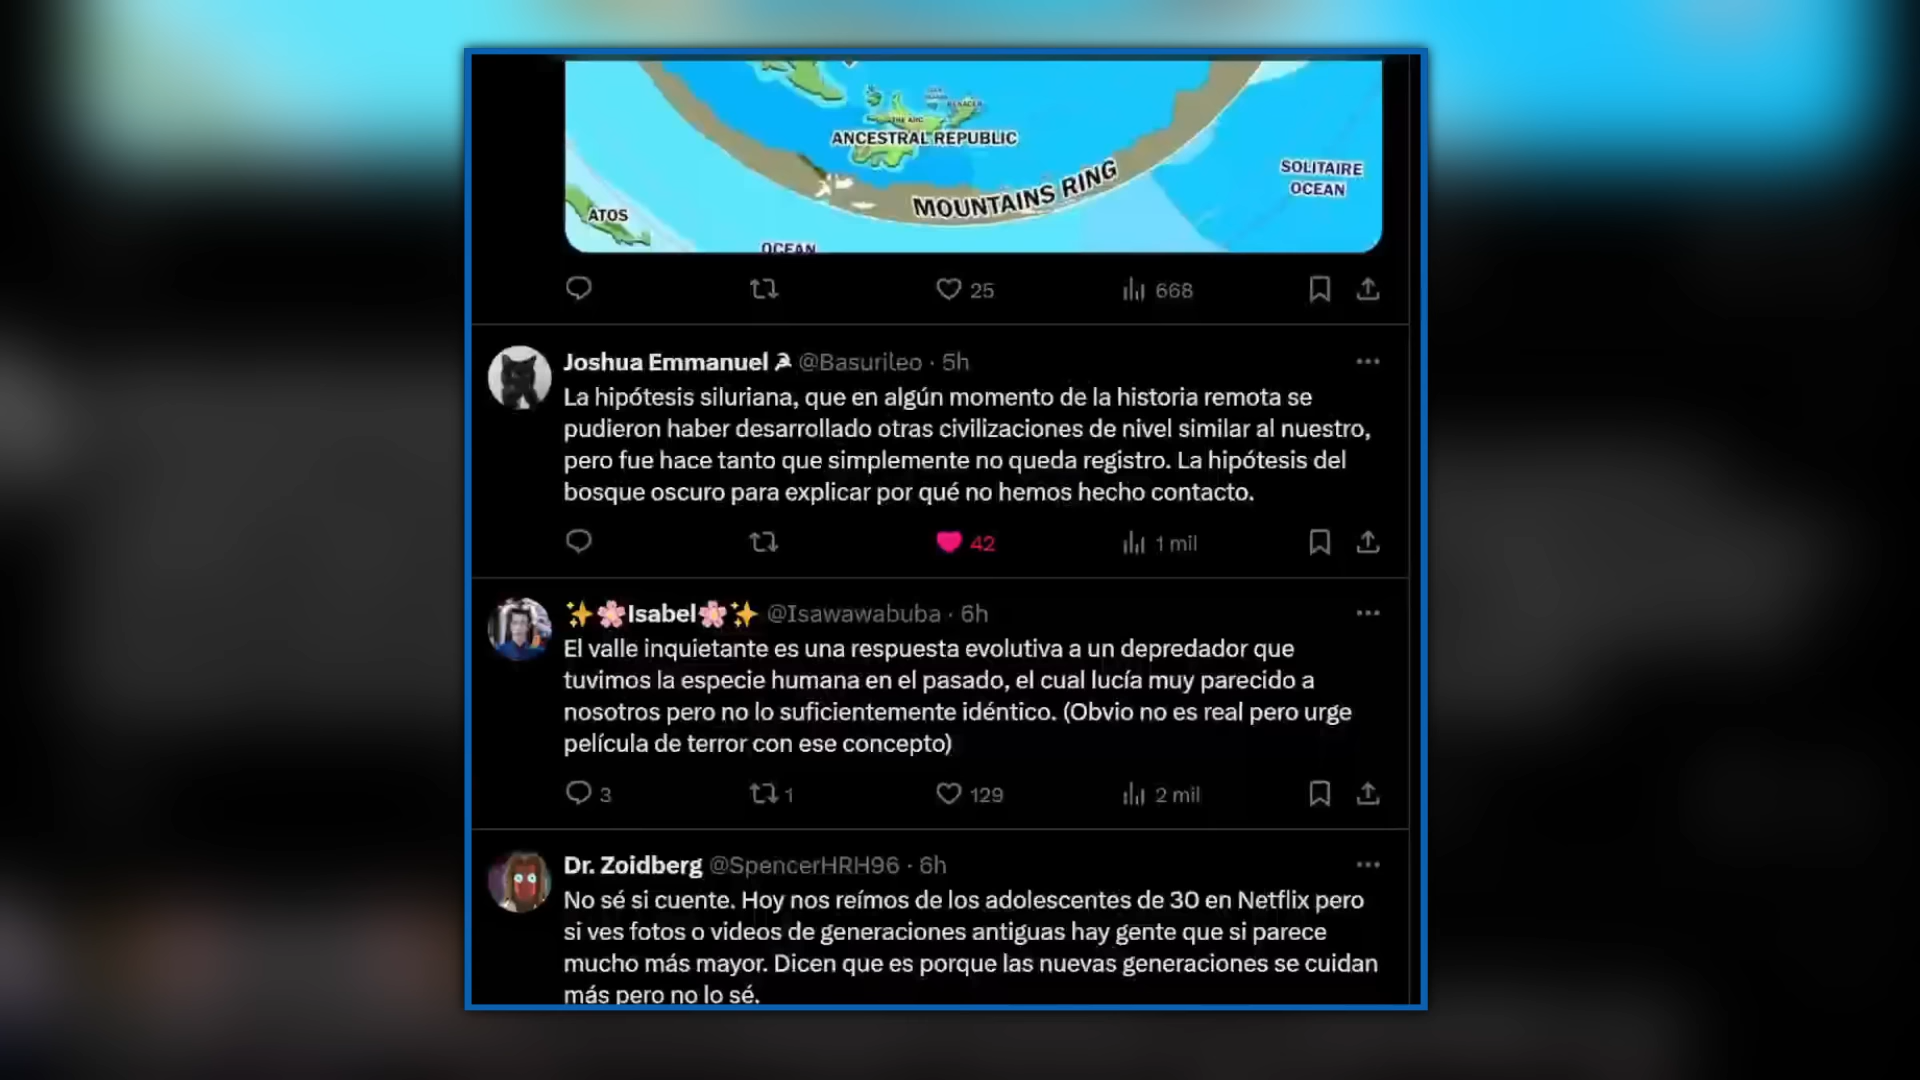 THE ARC
ANCESTRAL REPUBLIC
MOUNTAINS RING
SOLITAIRE
OCEAN
ATOS
OCEAN
25
668
Joshua Emmanuel @Basurileo · 5h
La hipótesis siluriana, que en algún momento de la historia remota se
pudieron haber desarrollado otras civilizaciones de nivel similar al nuestro,
pero fue hace tanto que simplemente no queda registro. La hipótesis del
bosque oscuro para explicar por qué no hemos hecho contacto.
42
1 mil
✨🌸Isabel🌸✨ @Isawawabuba · 6h
El valle inquietante es una respuesta evolutiva a un depredador que
tuvimos la especie humana en el pasado, el cual lucía muy parecido a
nosotros pero no lo suficientemente idéntico. (Obvio no es real pero urge
película de terror con ese concepto)
3
1
129
2 mil
Dr. Zoidberg @SpencerHRH96 · 6h
No sé si cuente. Hoy nos reímos de los adolescentes de 30 en Netflix pero
si ves fotos o videos de generaciones antiguas hay gente que si parece
mucho más mayor. Dicen que es porque las nuevas generaciones se cuidan
más pero no lo sé.